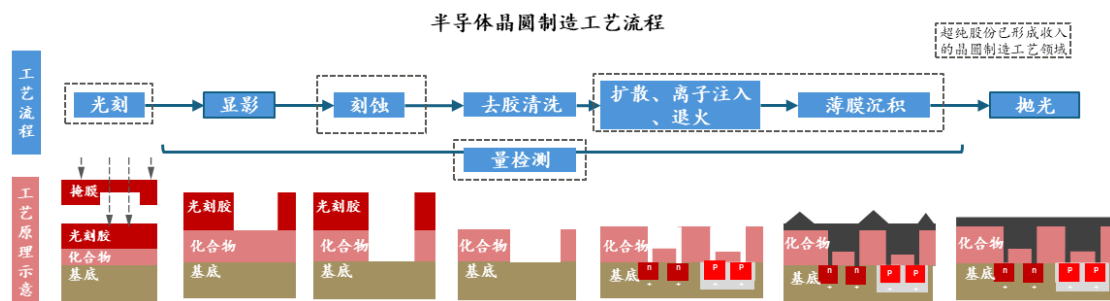 半导体晶圆制造工艺流程
超纯股份已形成收入
的晶圆制造工艺领域
工艺流程
光刻
显影
刻蚀
去胶清洗
扩散、离子注入
、退火
薄膜沉积
抛光
量检测
工艺原理示意
掩膜
光刻胶
化合物
基底
光刻胶
化合物
基底
光刻胶
化合物
基底
化合物
基底
化合物
基底
n
n
P
P
+
+
+
+
化合物
基底
n
n
P
P
+
+
+
+
化合物
基底
n
n
P
P
+
+
+
+